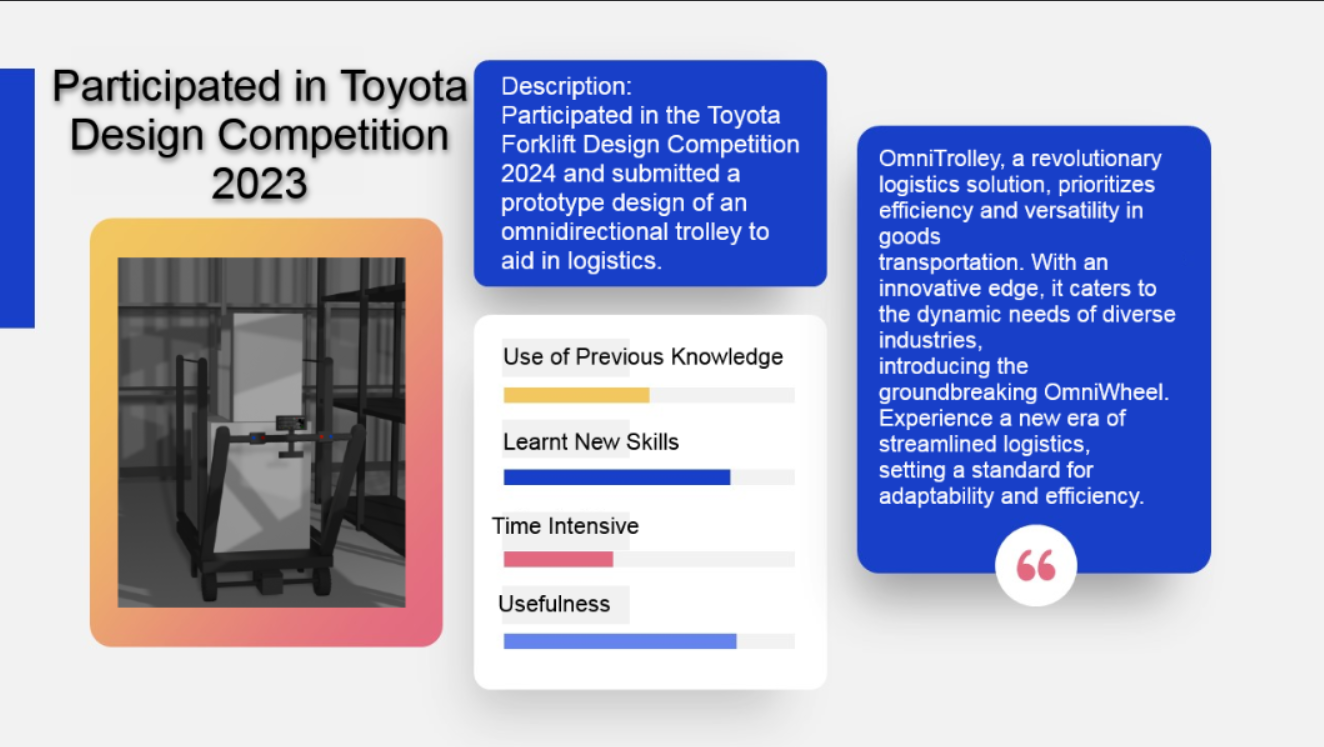 Participated in Toyota
Design Competition
2023
Description:
Participated in the Toyota
Forklift Design Competition
2024 and submitted a
prototype design of an
omnidirectional trolley to
aid in logistics.
Use of Previous Knowledge
Learnt New Skills
Time Intensive
Usefulness
OmniTrolley, a revolutionary
logistics solution, prioritizes
efficiency and versatility in
goods
transportation. With an
innovative edge, it caters to
the dynamic needs of diverse
industries,
introducing the
groundbreaking OmniWheel.
Experience a new era of
streamlined logistics,
setting a standard for
adaptability and efficiency.
“